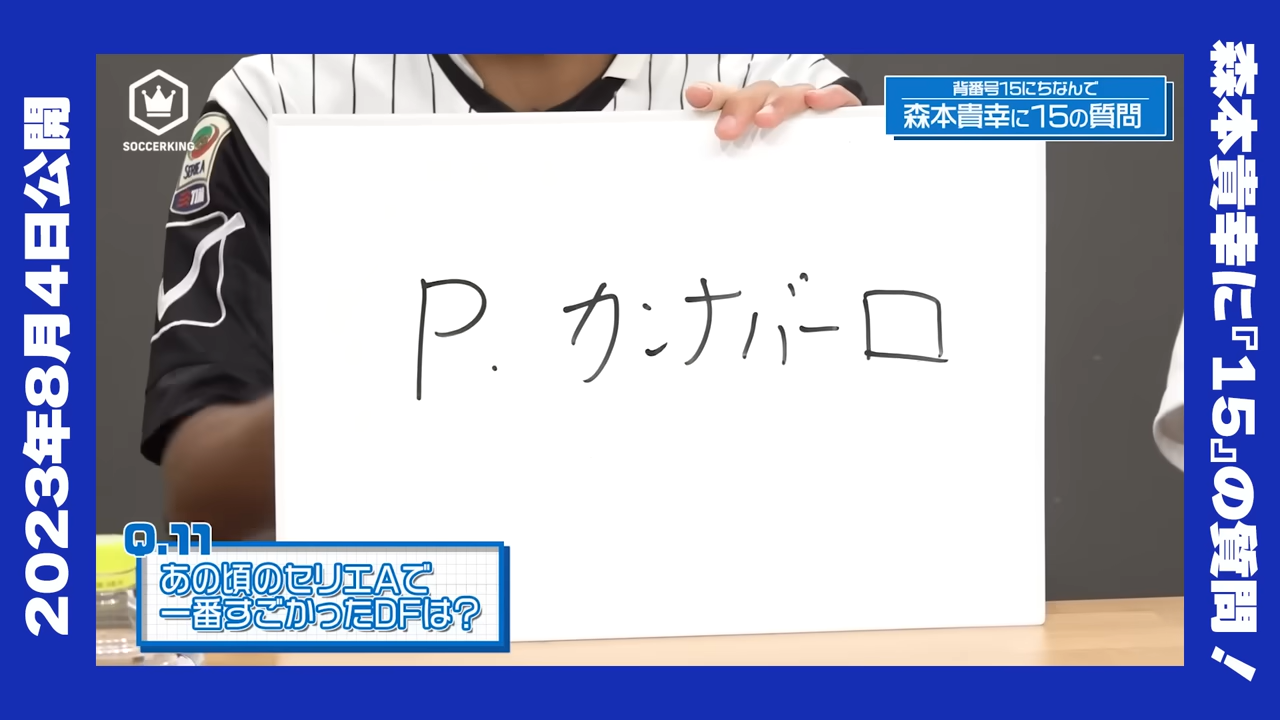 2023年8月4日公開
SOCCERKING
SERIE A
TIM
背番号15にちなんで
森本貴幸に15の質問
P. カンナバーロ
Q.11
あの頃のセリエAで
一番すごかったDFは？
森本貴幸に『15』の質問！